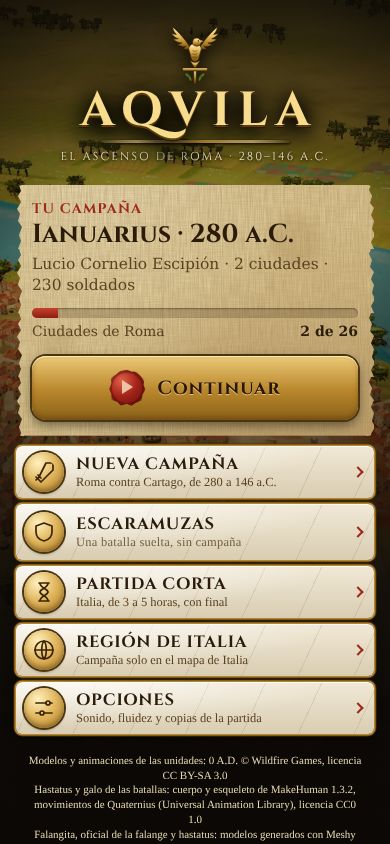 AQVILA
EL ASCENSO DE ROMA · 280–146 A.C.
TU CAMPAÑA
Ianuarius · 280 a.C.
Lucio Cornelio Escipión · 2 ciudades ·
230 soldados
Ciudades de Roma 2 de 26
Continuar
NUEVA CAMPAÑA
Roma contra Cartago, de 280 a 146 a.C.
ESCARAMUZAS
Una batalla suelta, sin campaña
PARTIDA CORTA
Italia, de 3 a 5 horas, con final
REGIÓN DE ITALIA
Campaña solo en el mapa de Italia
OPCIONES
Sonido, fluidez y copias de la partida
Modelos y animaciones de las unidades: 0 A.D. © Wildfire Games, licencia
CC BY-SA 3.0
Hastatus y galo de las batallas: cuerpo y esqueleto de MakeHuman 1.3.2,
movimientos de Quaternius (Universal Animation Library), licencia CC0
1.0
Falangita, oficial de la falange y hastatus: modelos generados con Meshy